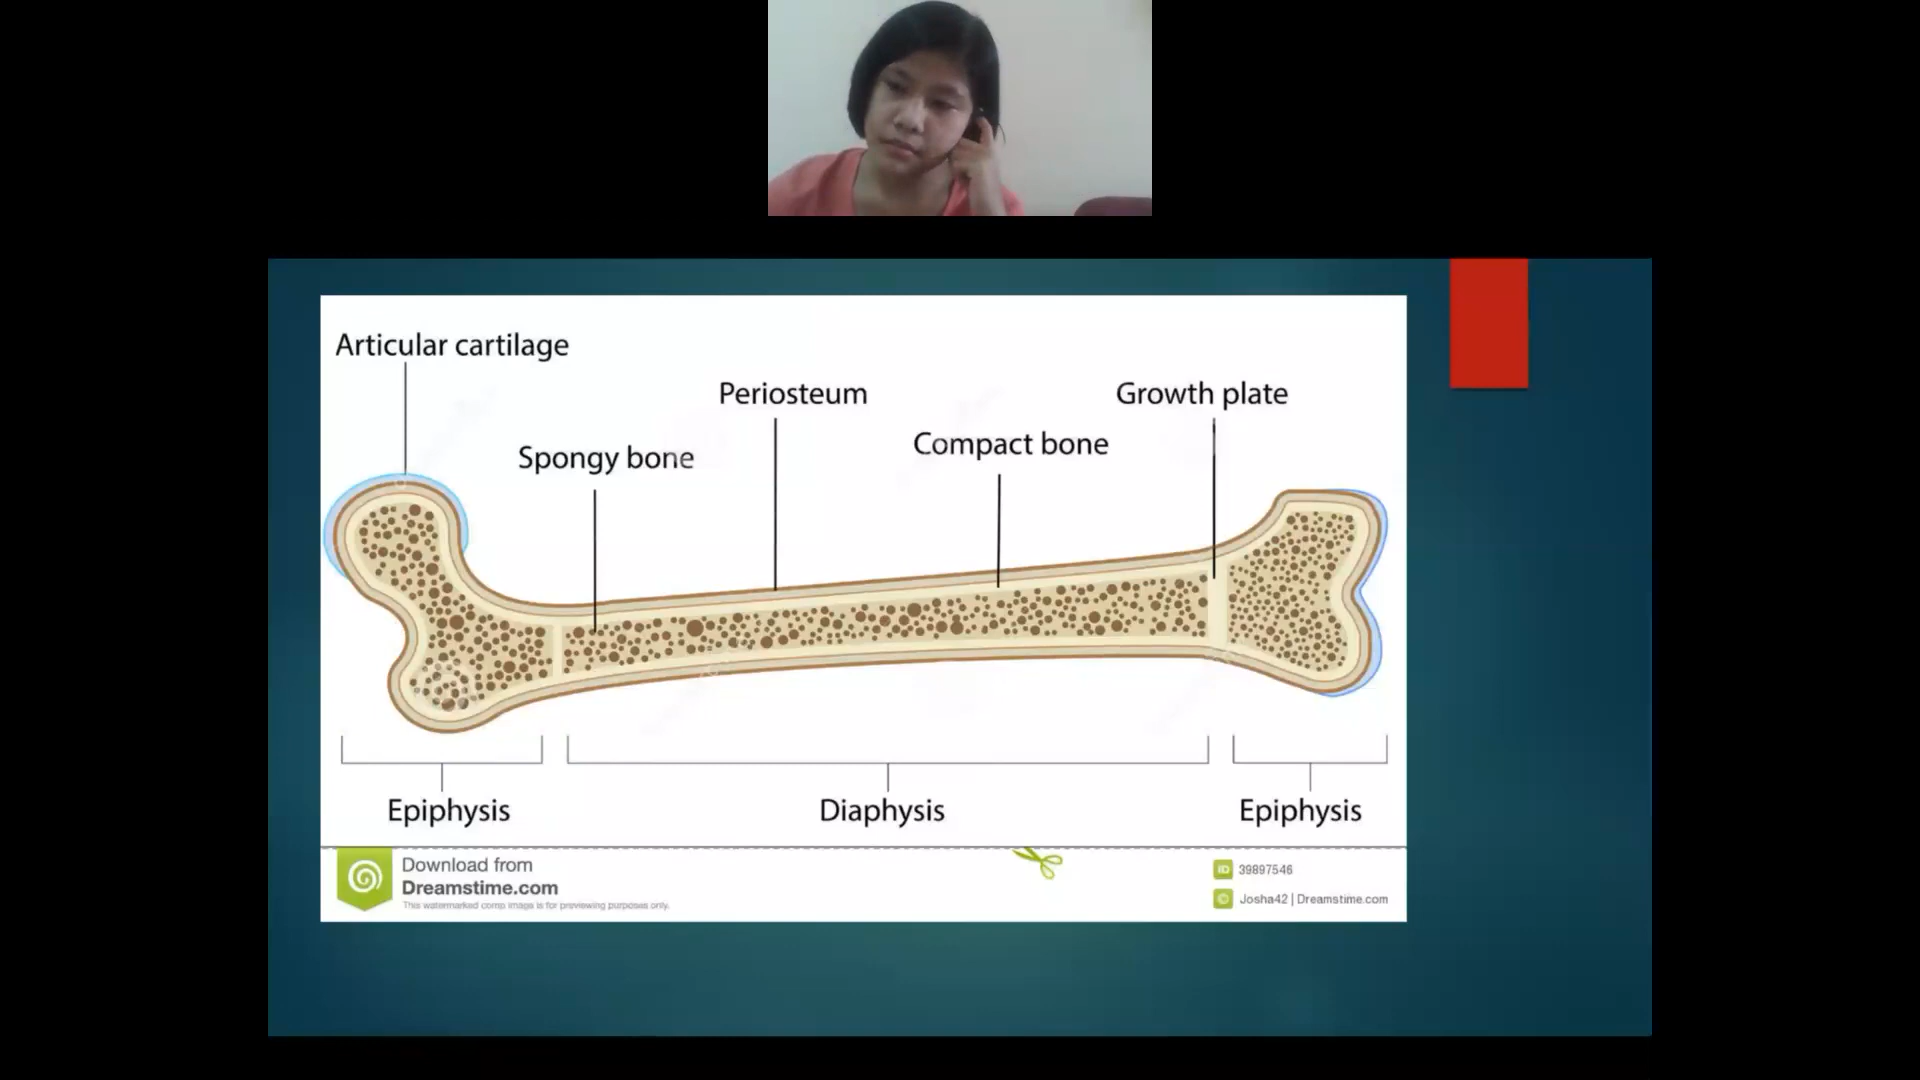 Articular cartilage
Periosteum
Growth plate
Compact bone
Spongy bone
Epiphysis
Diaphysis
Epiphysis
Download from
Dreamstime.com
This watermarked comp image is for previewing purposes only.
ID 39897546
© Josha42 | Dreamstime.com